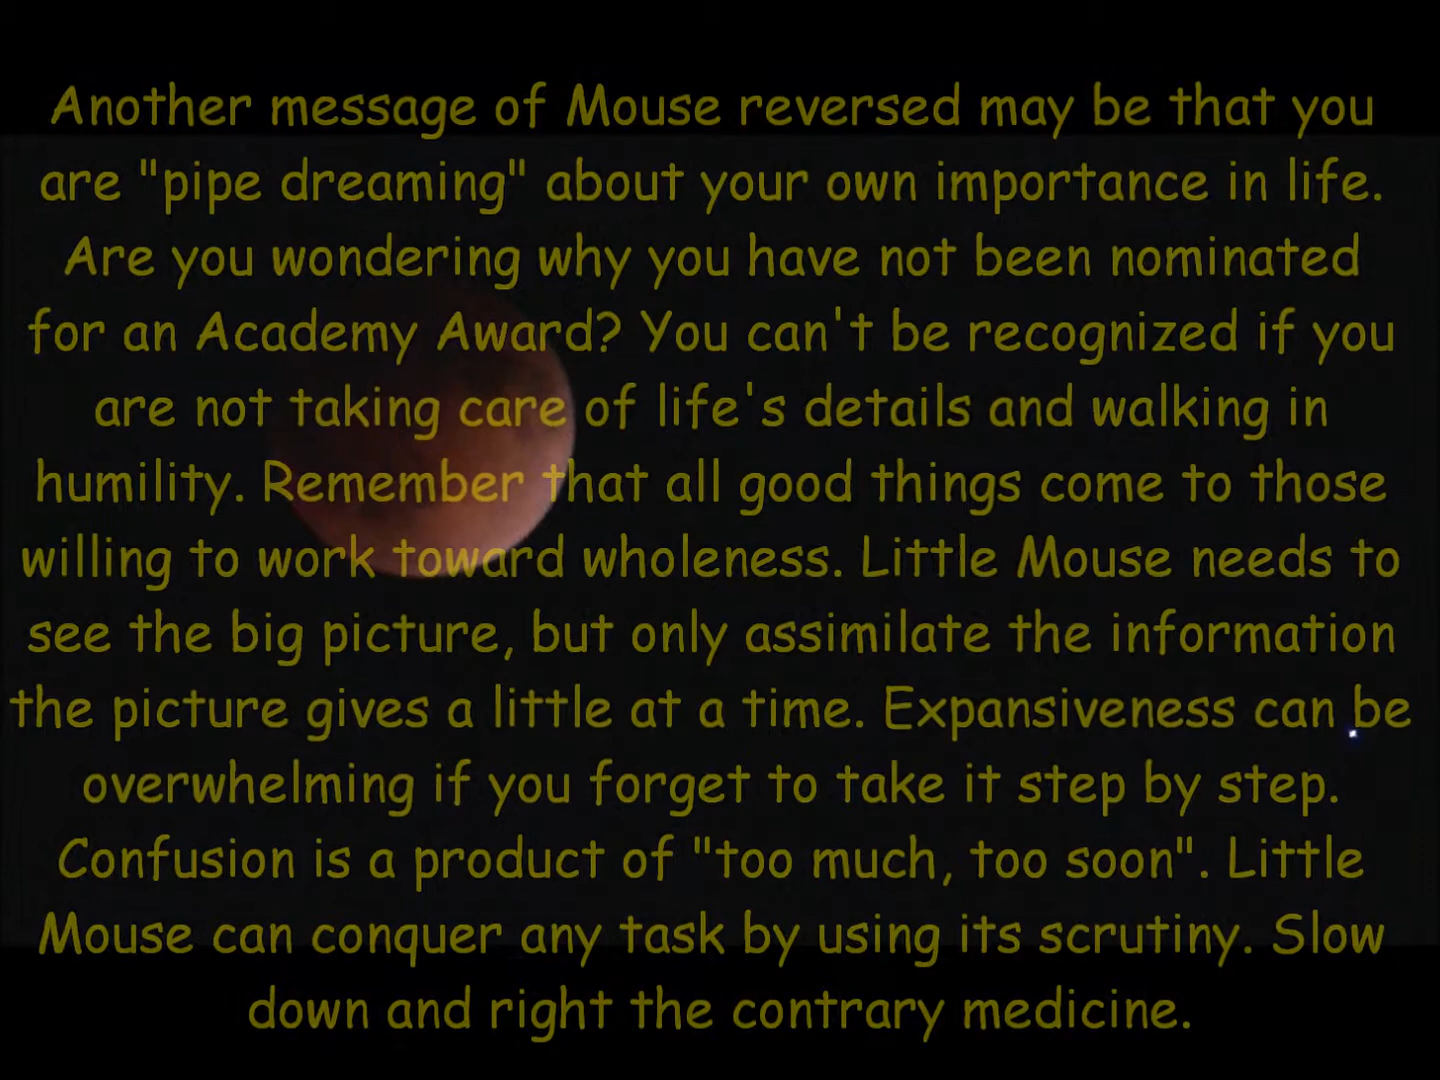 Another message of Mouse reversed may be that you
are "pipe dreaming" about your own importance in life.
Are you wondering why you have not been nominated
for an Academy Award? You can't be recognized if you
are not taking care of life's details and walking in
humility. Remember that all good things come to those
willing to work toward wholeness. Little Mouse needs to
see the big picture, but only assimilate the information
the picture gives a little at a time. Expansiveness can be
overwhelming if you forget to take it step by step.
Confusion is a product of "too much, too soon". Little
Mouse can conquer any task by using its scrutiny. Slow
down and right the contrary medicine.